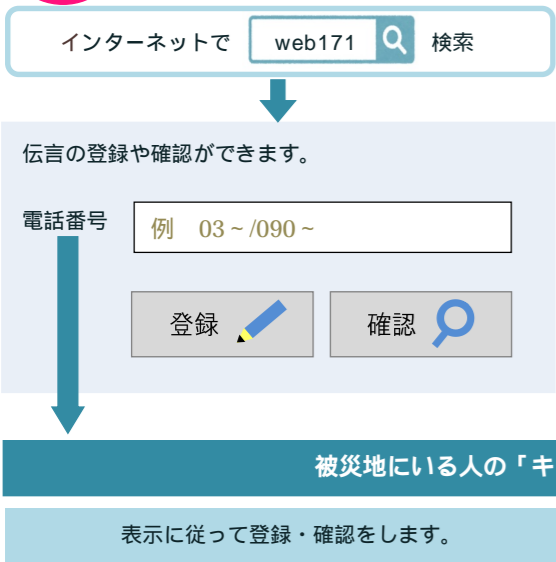 インターネットで web171 検索
伝言の登録や確認ができます。
電話番号 例 03~/090~
登録 確認
被災地にいる人の「キ
表示に従って登録・確認をします。